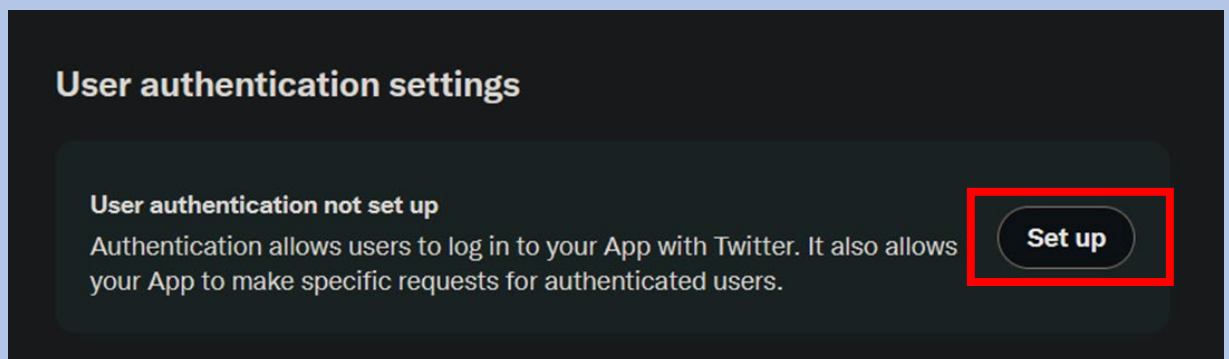 User authentication settings
User authentication not set up
Authentication allows users to log in to your App with Twitter. It also allows
your App to make specific requests for authenticated users.
Set up